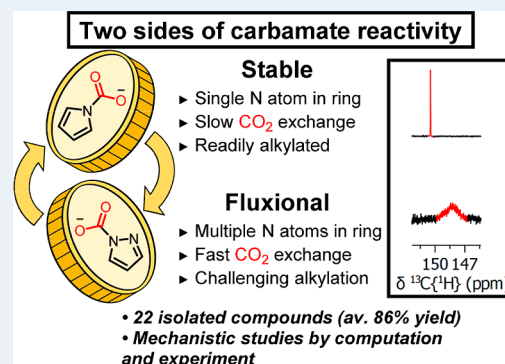 Two sides of carbamate reactivity
Stable
▸ Single N atom in ring
▸ Slow CO₂ exchange
▸ Readily alkylated
O
N
O⁻
Fluxional
▸ Multiple N atoms in ring
▸ Fast CO₂ exchange
▸ Challenging alkylation
O
⁻O
N
N
150 147
δ ¹³C{¹H} (ppm)
• 22 isolated compounds (av. 86% yield)
• Mechanistic studies by computation
and experiment